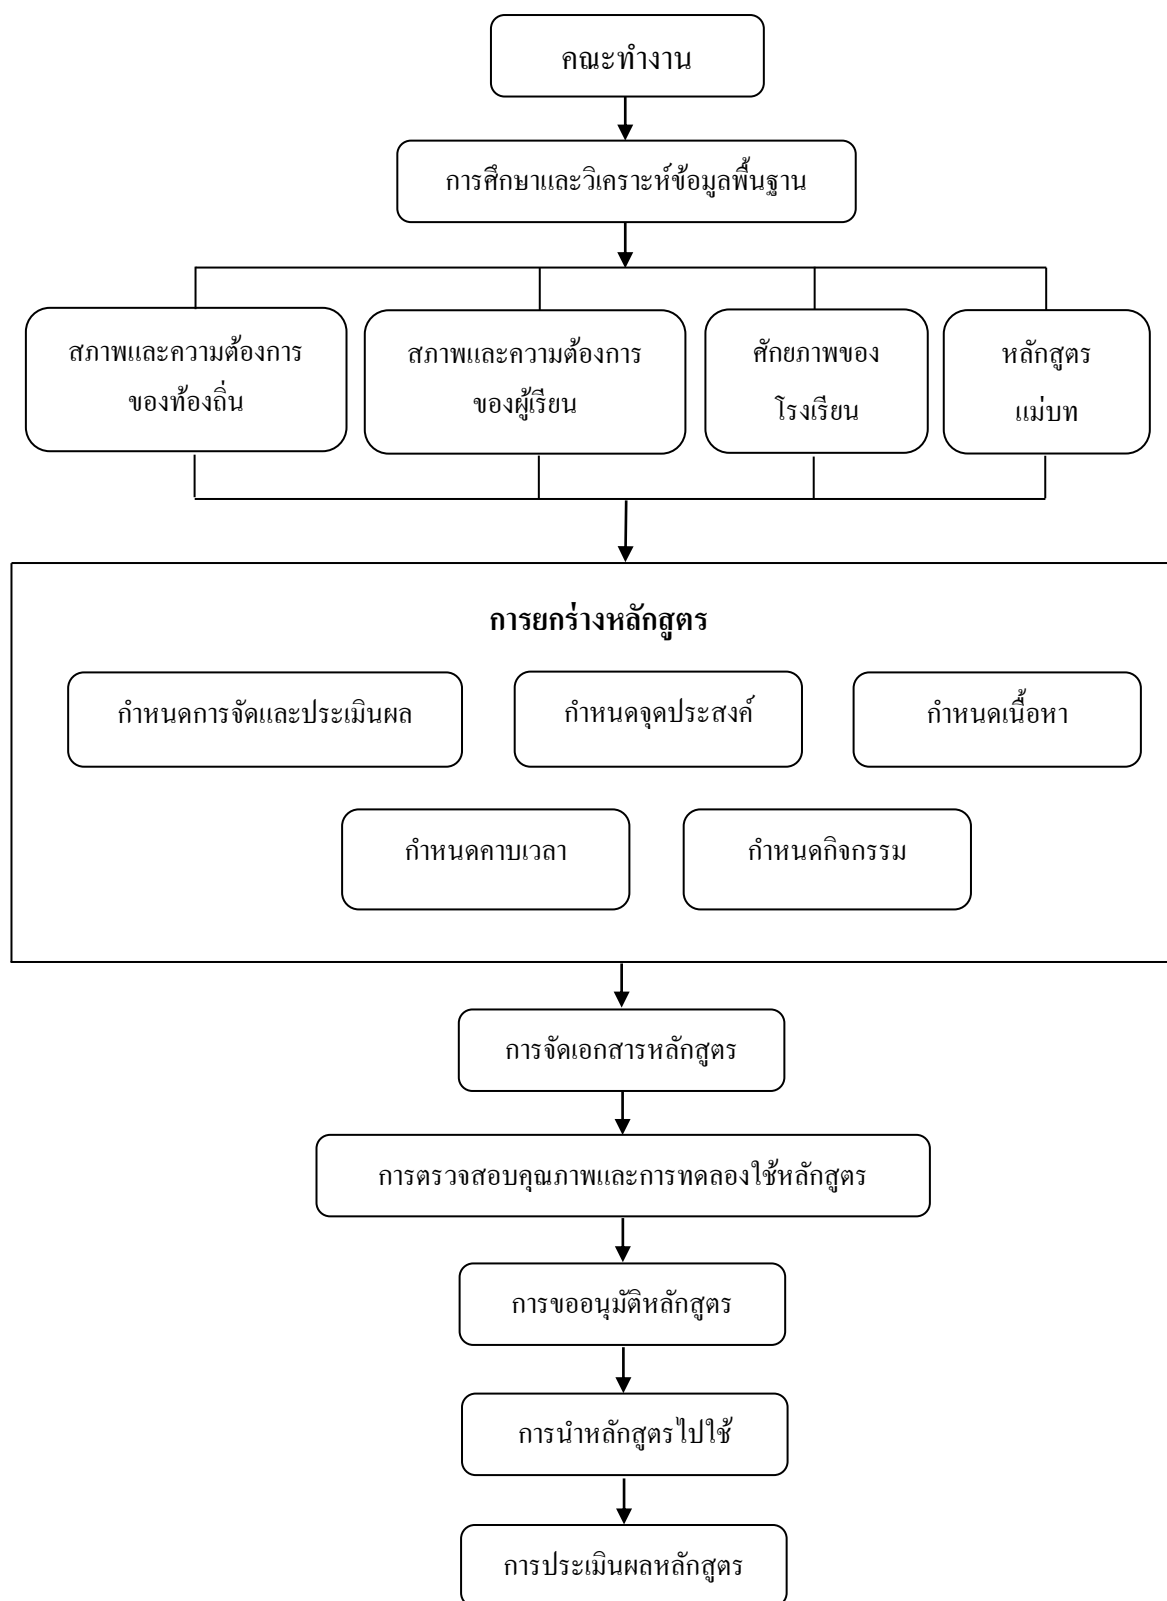 คณะทำงาน
การศึกษาและวิเคราะห์ข้อมูลพื้นฐาน
สภาพและความต้องการ
ของท้องถิ่น
สภาพและความต้องการ
ของผู้เรียน
ศักยภาพของ
โรงเรียน
หลักสูตร
แม่บท
การยกร่างหลักสูตร
กำหนดการจัดและประเมินผล
กำหนดจุดประสงค์
กำหนดเนื้อหา
กำหนดคาบเวลา
กำหนดกิจกรรม
การจัดเอกสารหลักสูตร
การตรวจสอบคุณภาพและการทดลองใช้หลักสูตร
การขออนุมัติหลักสูตร
การนำหลักสูตรไปใช้
การประเมินผลหลักสูตร